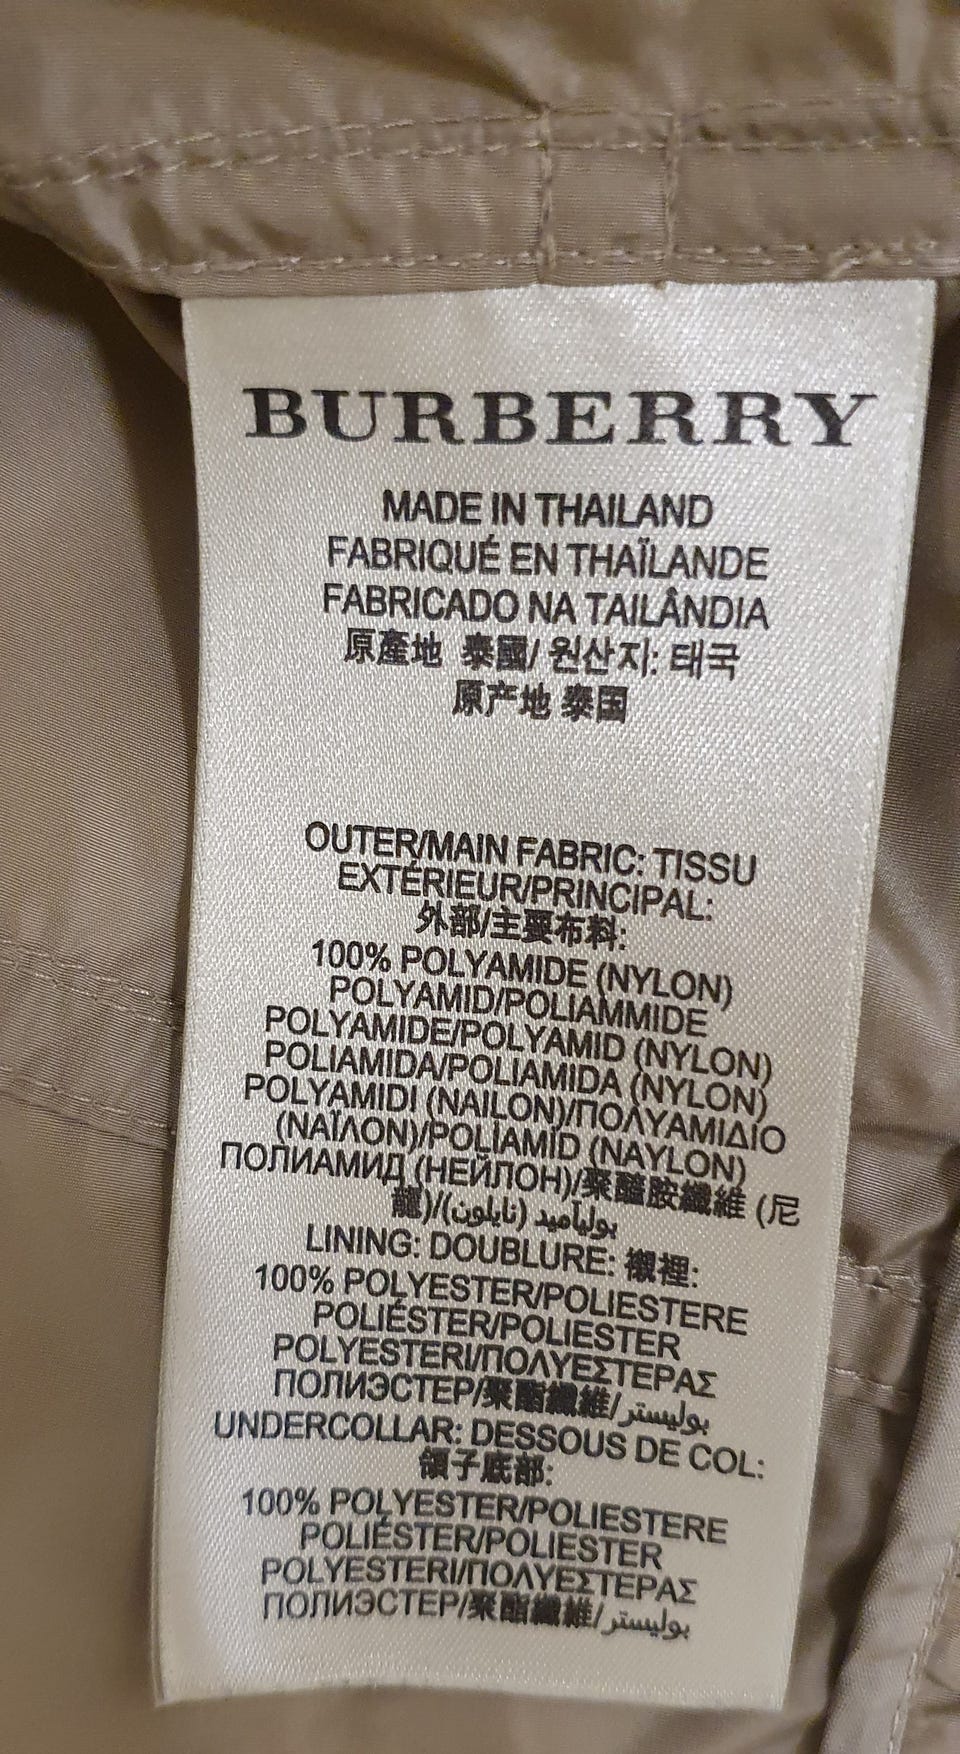 BURBERRY
MADE IN THAILAND
FABRIQUÉ EN THAÏLANDE
FABRICADO NA TAILÂNDIA
原產地 泰國/ 원산지: 태국
原产地 泰国
OUTER/MAIN FABRIC: TISSU
EXTÉRIEUR/PRINCIPAL:
外部/主要布料:
100% POLYAMIDE (NYLON)
POLYAMID/POLIAMMIDE
POLYAMIDE/POLYAMID (NYLON)
POLIAMIDA/POLIAMIDA (NYLON)
POLYAMIDI (NAILON)/ΠΟΛΥΑΜΙΔΙΟ
(ΝΑΪΛΟΝ)/POLİAMİD (NAYLON)
ПОЛИАМИД (НЕЙЛОН)/聚醯胺纖維 (尼
龍)/(نايلون) بولياميد
LINING: DOUBLURE: 襯裡:
100% POLYESTER/POLIESTERE
POLIÉSTER/POLIESTER
POLYESTERI/ΠΟΛΥΕΣΤΕΡΑΣ
ПОЛИЭСТЕР/聚酯纖維/بوليستر
UNDERCOLLAR: DESSOUS DE COL:
領子底部:
100% POLYESTER/POLIESTERE
POLIÉSTER/POLIESTER
POLYESTERI/ΠΟΛΥΕΣΤΕΡΑΣ
ПОЛИЭСТЕР/聚酯纖維/بوليستر